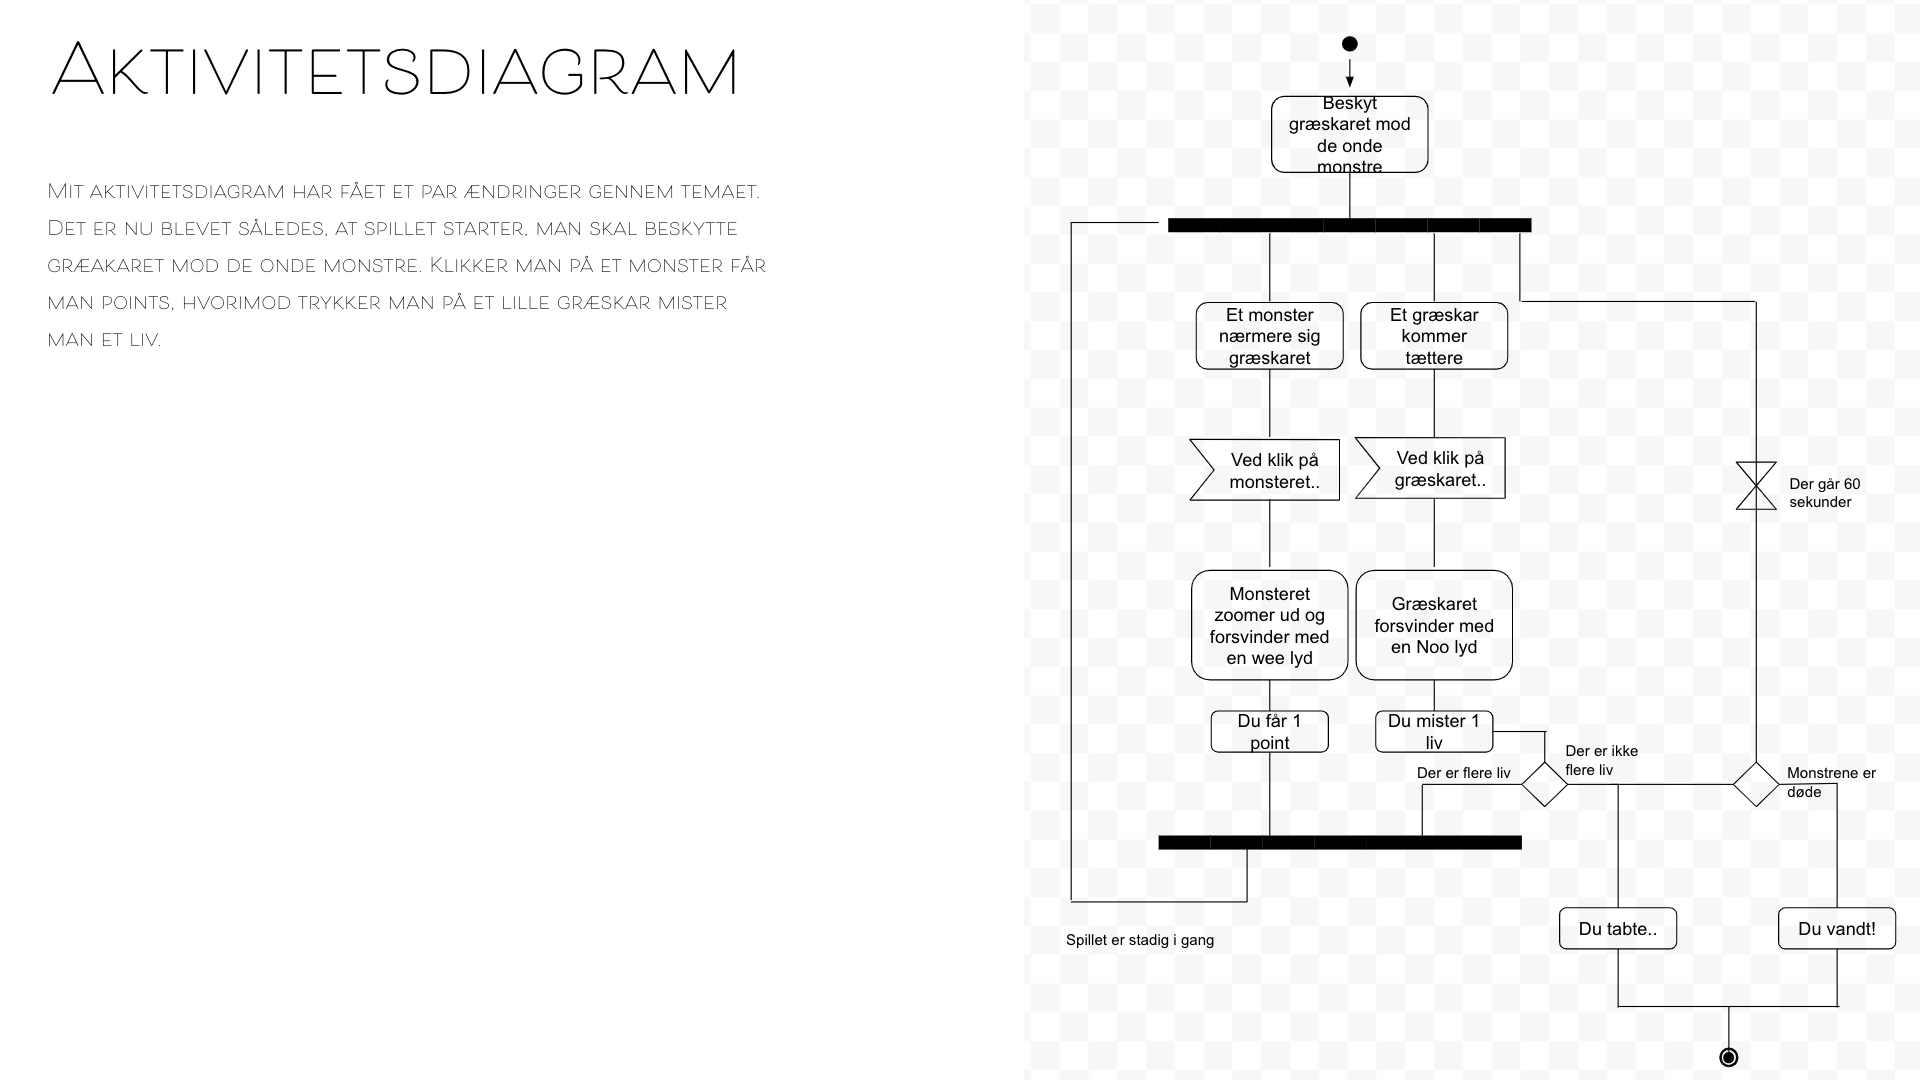 Aktivitetsdiagram
Mit aktivitetsdiagram har fået et par ændringer gennem temaet.
Det er nu blevet således, at spillet starter, man skal beskytte
græakaret mod de onde monstre. Klikker man på et monster får
man points, hvorimod trykker man på et lille græskar mister
man et liv.
Beskyt
græskaret mod
de onde
monstre
Et monster
nærmere sig
græskaret
Et græskar
kommer
tættere
Ved klik på
monsteret..
Ved klik på
græskaret..
Der går 60
sekunder
Monsteret
zoomer ud og
forsvinder med
en wee lyd
Græskaret
forsvinder med
en Noo lyd
Du får 1
point
Du mister 1
liv
Der er flere liv
Der er ikke
flere liv
Monstrene er
døde
Du tabte..
Du vandt!
Spillet er stadig i gang